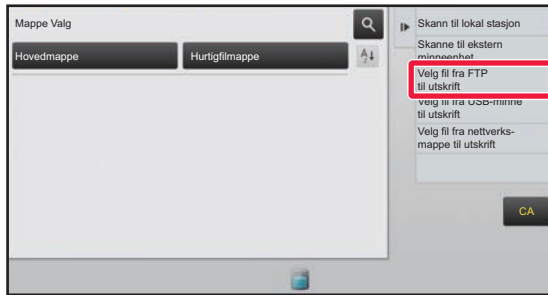 Mappe Valg
Hovedmappe
Hurtigfilmappe
A
Z
Skann til lokal stasjon
Skanne til ekstern
minneenhet
Velg fil fra FTP
til utskrift
Velg fil fra USB-minne
til utskrift
Velg fil fra nettverks-
mappe til utskrift
CA